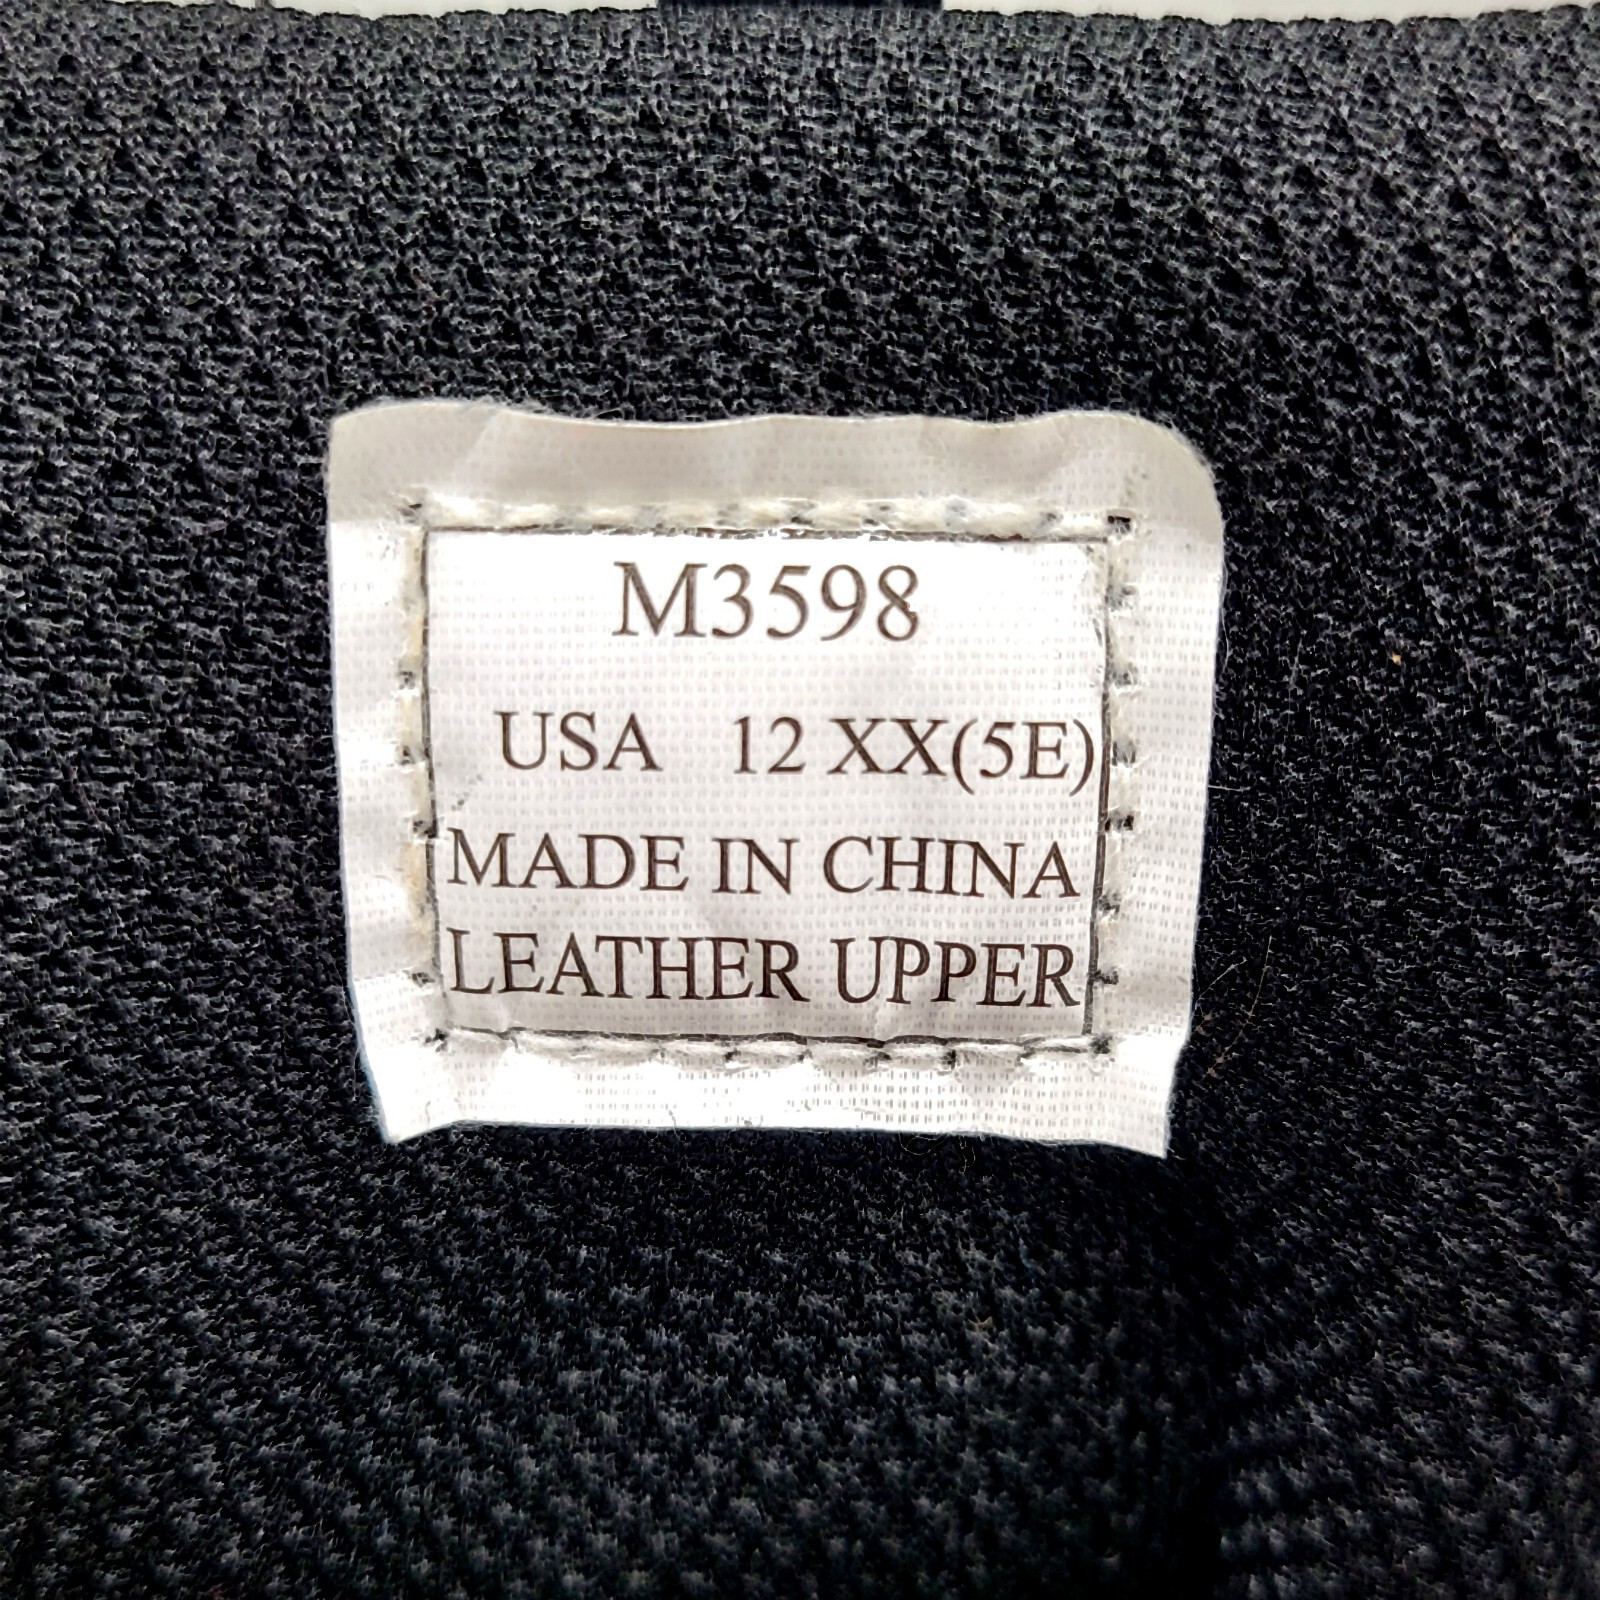 M3598
USA 12 XX(5E)
MADE IN CHINA
LEATHER UPPER